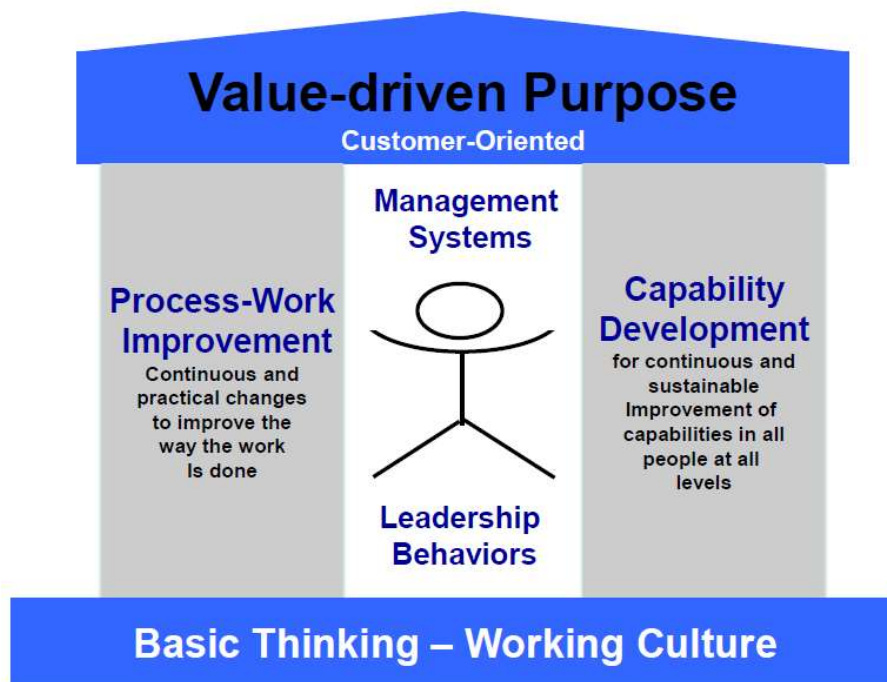 Value-driven Purpose
Customer-Oriented
Process-Work
Improvement
Continuous and
practical changes
to improve the
way the work
Is done
Management
Systems
Leadership
Behaviors
Capability
Development
for continuous and
sustainable
Improvement of
capabilities in all
people at all
levels
Basic Thinking – Working Culture